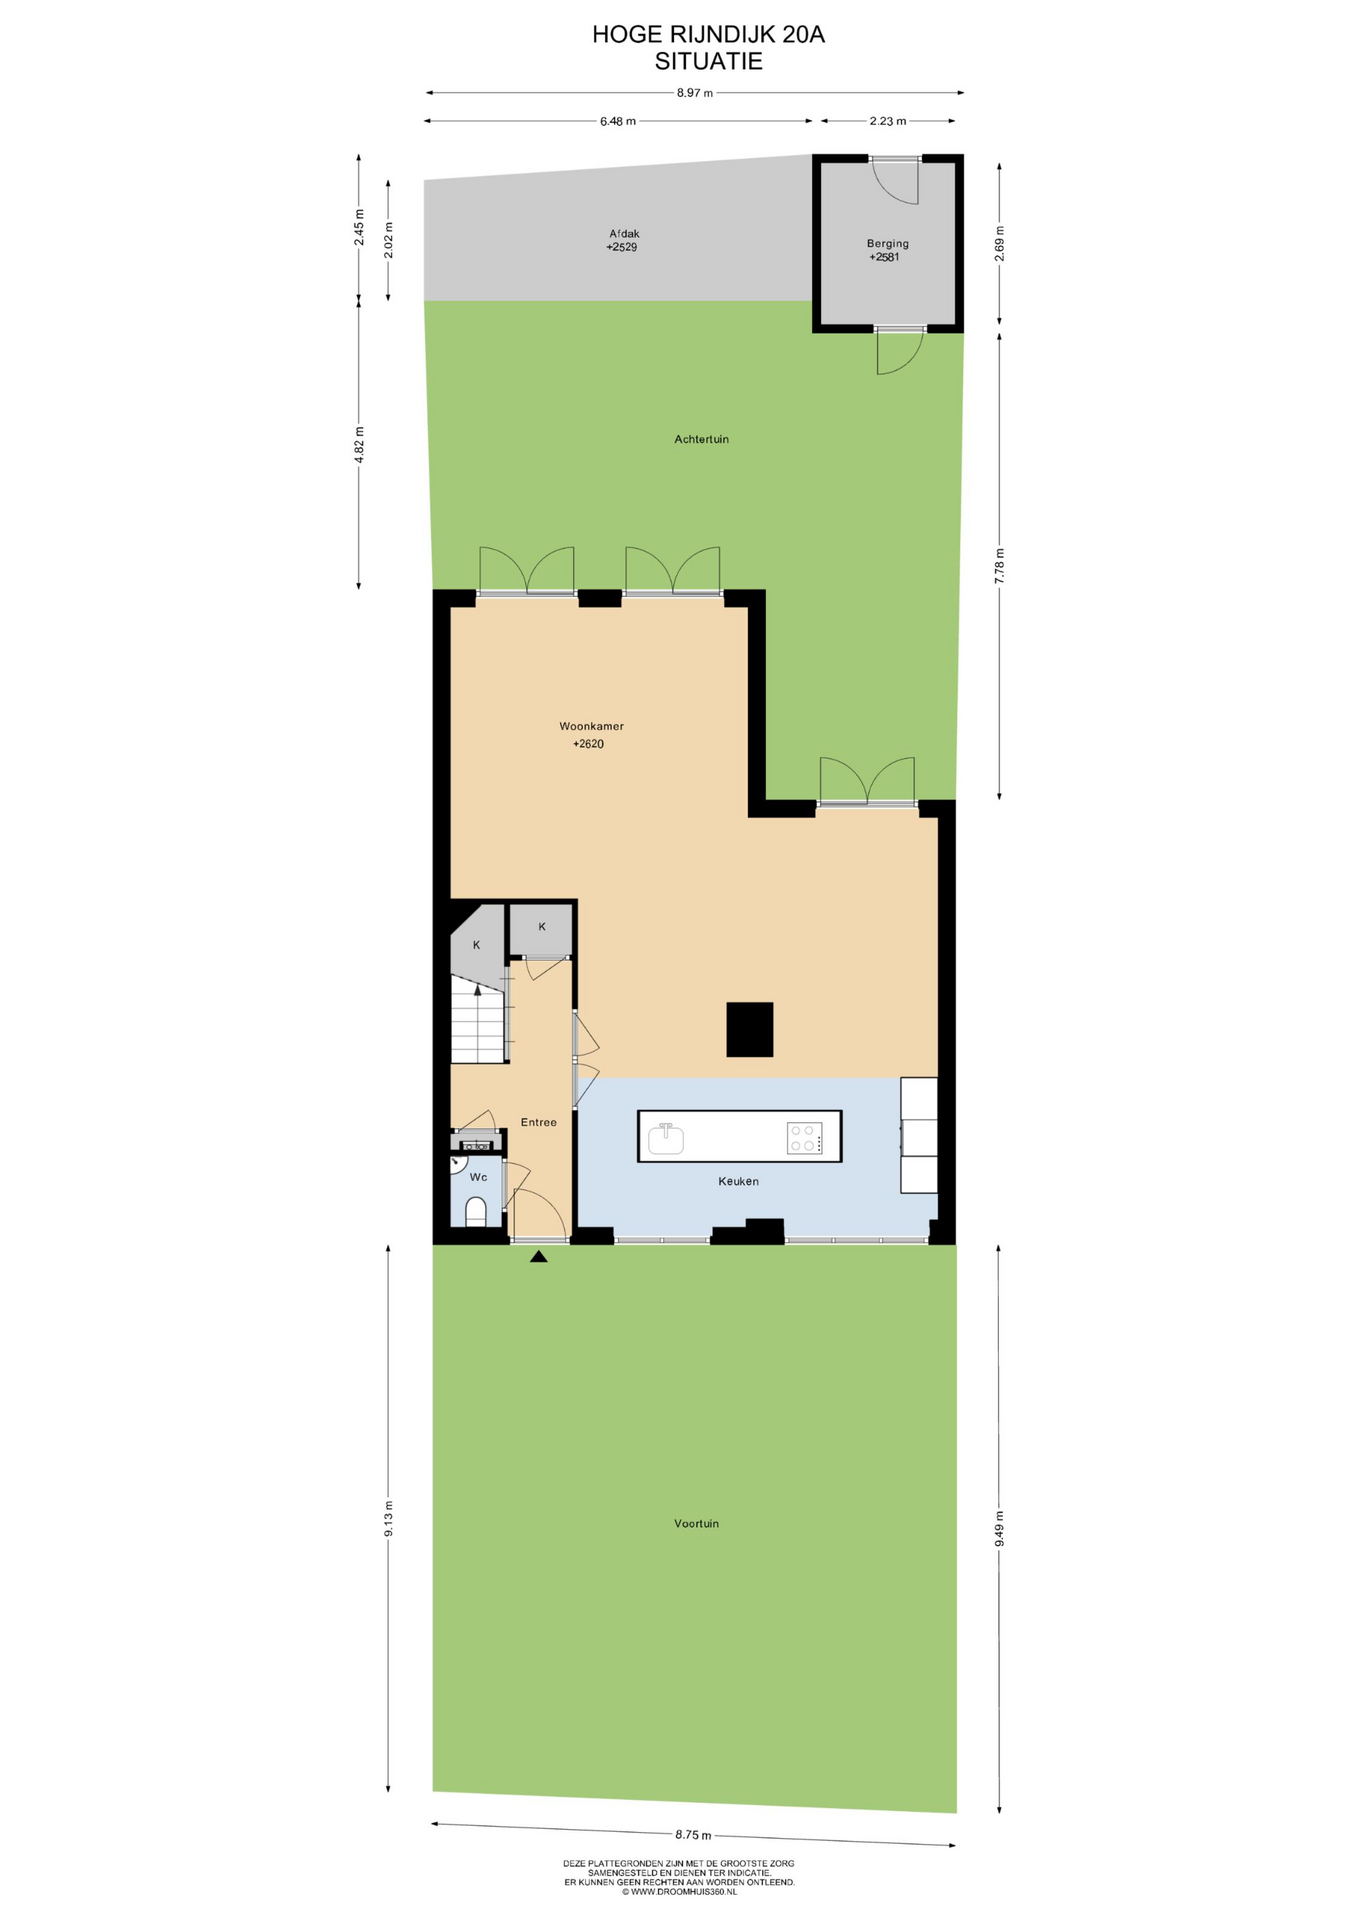 HOGE RIJNDIJK 20A
SITUATIE
8.97 m
6.48 m
2.23 m
2.45 m
2.02 m
2.69 m
Afdak
+2529
Berging
+2581
4.82 m
Achtertuin
7.78 m
Woonkamer
+2620
K
K
Entree
Wc
Keuken
9.13 m
Voortuin
9.49 m
8.75 m
DEZE PLATTEGRONDEN ZIJN MET DE GROOTSTE ZORG
SAMENGESTELD EN DIENEN TER INDICATIE.
ER KUNNEN GEEN RECHTEN AAN WORDEN ONTLEEND.
© WWW.DROOMHUIS360.NL